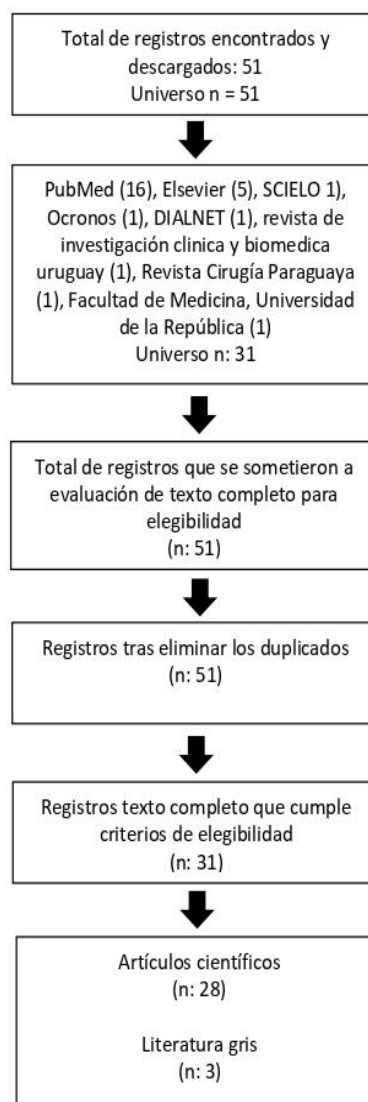 Total de registros encontrados y
descargados: 51
Universo n = 51
PubMed (16), Elsevier (5), SCIELO 1),
Ocronos (1), DIALNET (1), revista de
investigación clinica y biomedica
uruguay (1), Revista Cirugía Paraguaya
(1), Facultad de Medicina, Universidad
de la República (1)
Universo n: 31
Total de registros que se sometieron a
evaluación de texto completo para
elegibilidad
(n: 51)
Registros tras eliminar los duplicados
(n: 51)
Registros texto completo que cumple
criterios de elegibilidad
(n: 31)
Artículos científicos
(n: 28)
Literatura gris
(n: 3)